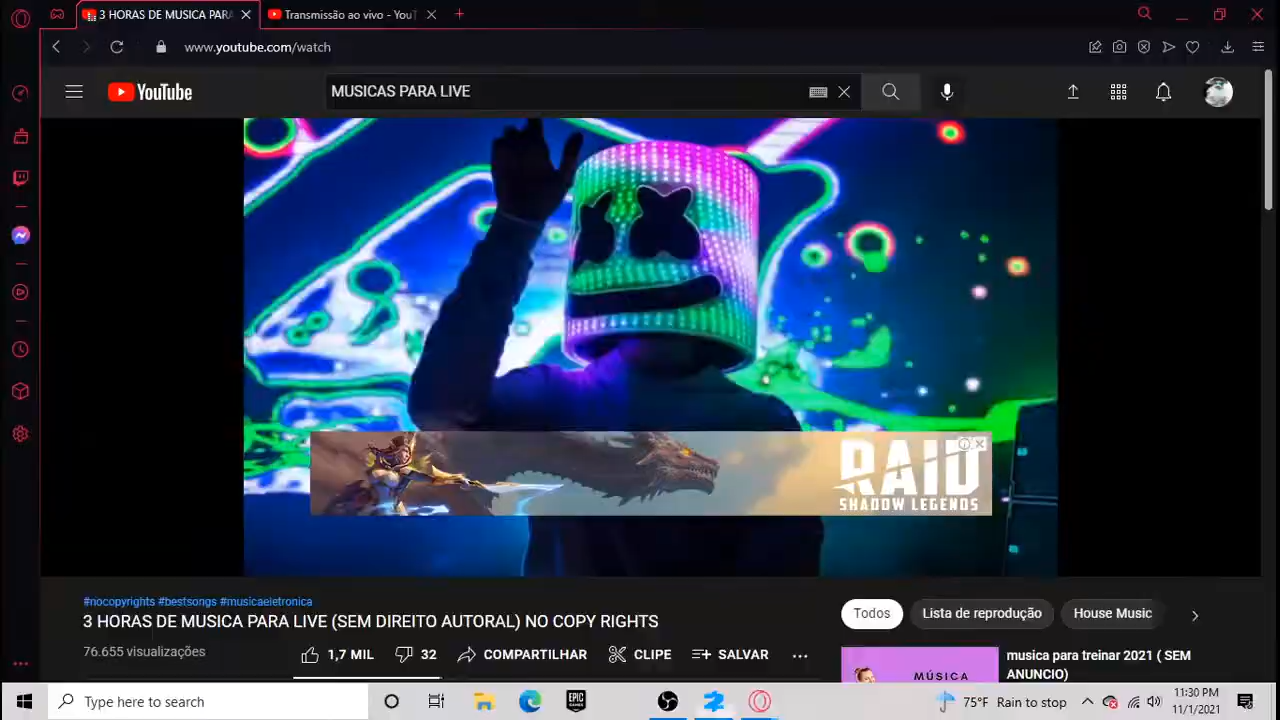 3 HORAS DE MUSICA PARA
Transmissão ao vivo - YouT
www.youtube.com/watch
YouTube
MUSICAS PARA LIVE
RAID
SHADOW LEGENDS
#nocopyrights #bestsongs #musicaeletronica
3 HORAS DE MUSICA PARA LIVE (SEM DIREITO AUTORAL) NO COPY RIGHTS
76.655 visualizações
1,7 MIL
32
COMPARTILHAR
CLIPE
SALVAR
Todos
Lista de reprodução
House Music
MÚSICA
musica para treinar 2021 ( SEM
ANUNCIO)
Type here to search
EPIC
GAMES
75°F Rain to stop
11:30 PM
11/1/2021